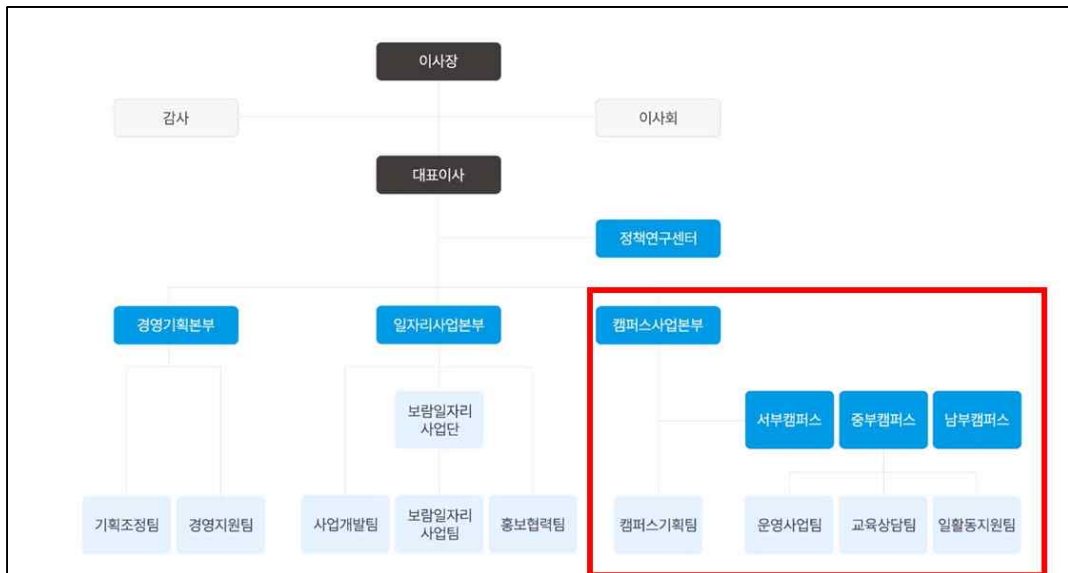 이사장
감사
이사회
대표이사
정책연구센터
경영기획본부
일자리사업본부
캠퍼스사업본부
보람일자리
사업단
서부캠퍼스
중부캠퍼스
남부캠퍼스
기획조정팀
경영지원팀
사업개발팀
보람일자리
사업팀
홍보협력팀
캠퍼스기획팀
운영사업팀
교육상담팀
일활동지원팀